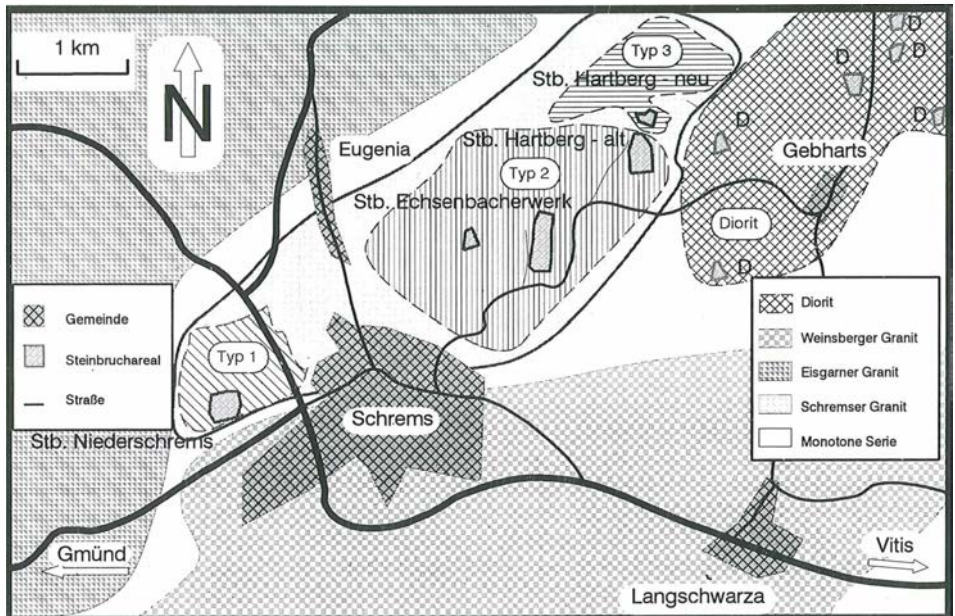 1 km
N
Typ 3
Stb. Hartberg - neu
D
D
D
D
D
Eugenia
Stb. Hartberg - alt
Gebharts
Typ 2
Stb. Echsenbacherwerk
Diorit
D
Gemeinde
Steinbruchareal
Straße
Typ 1
Stb. Niederschrems
Schrems
Diorit
Weinsberger Granit
Eisgarner Granit
Schremser Granit
Monotone Serie
Gmünd
Vitis
Langschwarza